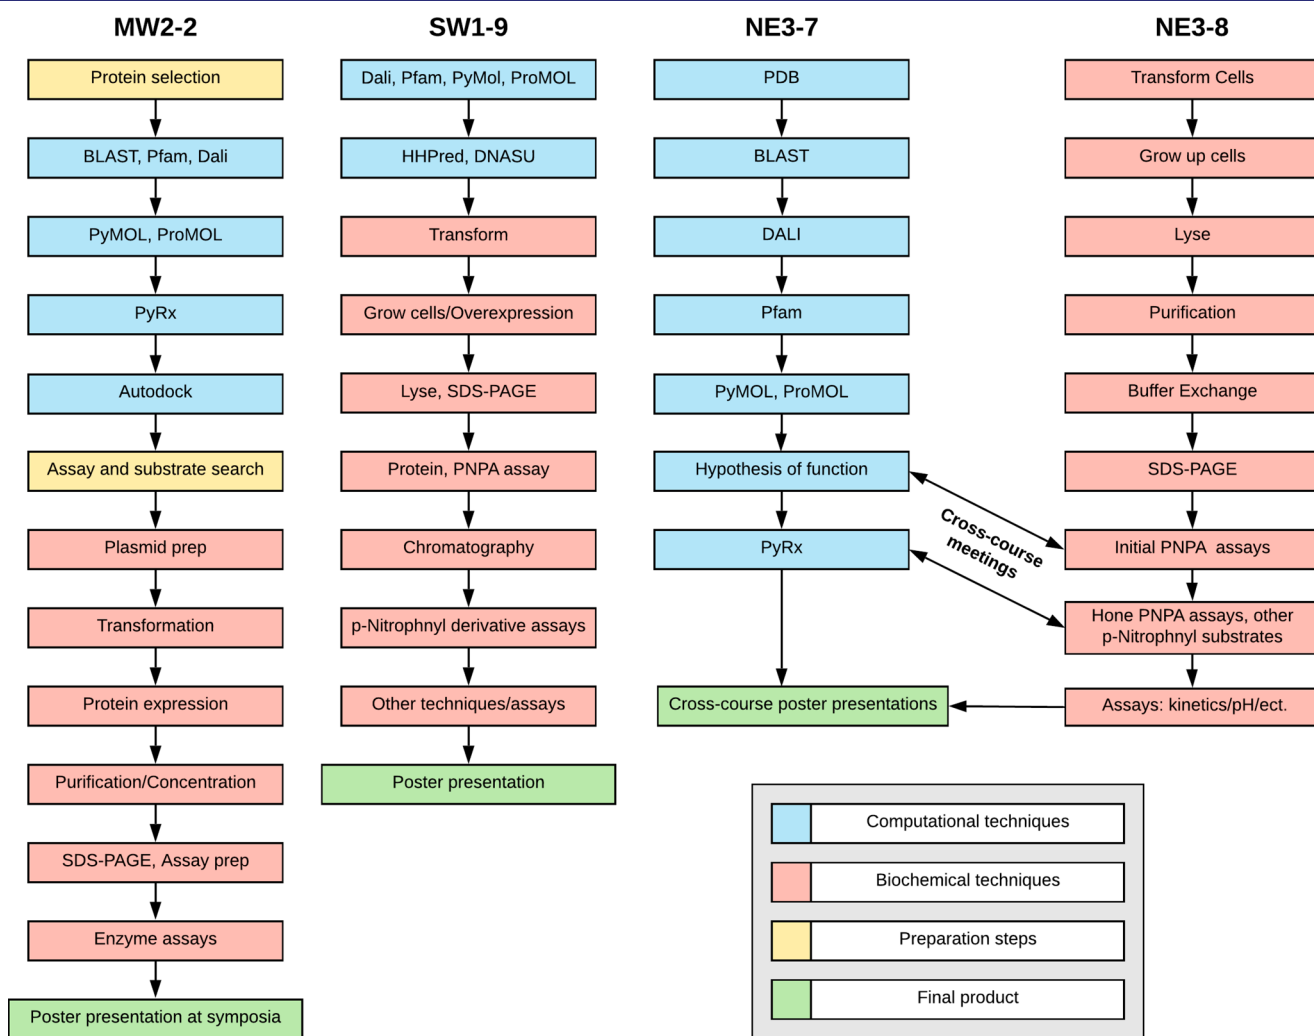 MW2-2
Protein selection
BLAST, Pfam, Dali
PyMOL, ProMOL
PyRx
Autodock
Assay and substrate search
Plasmid prep
Transformation
Protein expression
Purification/Concentration
SDS-PAGE, Assay prep
Enzyme assays
Poster presentation at symposia
SW1-9
Dali, Pfam, PyMol, ProMOL
HHPred, DNASU
Transform
Grow cells/Overexpression
Lyse, SDS-PAGE
Protein, PNPA assay
Chromatography
p-Nitrophnyl derivative assays
Other techniques/assays
Poster presentation
NE3-7
PDB
BLAST
DALI
Pfam
PyMOL, ProMOL
Hypothesis of function
PyRx
Cross-course poster presentations
Cross-course
meetings
NE3-8
Transform Cells
Grow up cells
Lyse
Purification
Buffer Exchange
SDS-PAGE
Initial PNPA assays
Hone PNPA assays, other
p-Nitrophnyl substrates
Assays: kinetics/pH/ect.
Computational techniques
Biochemical techniques
Preparation steps
Final product